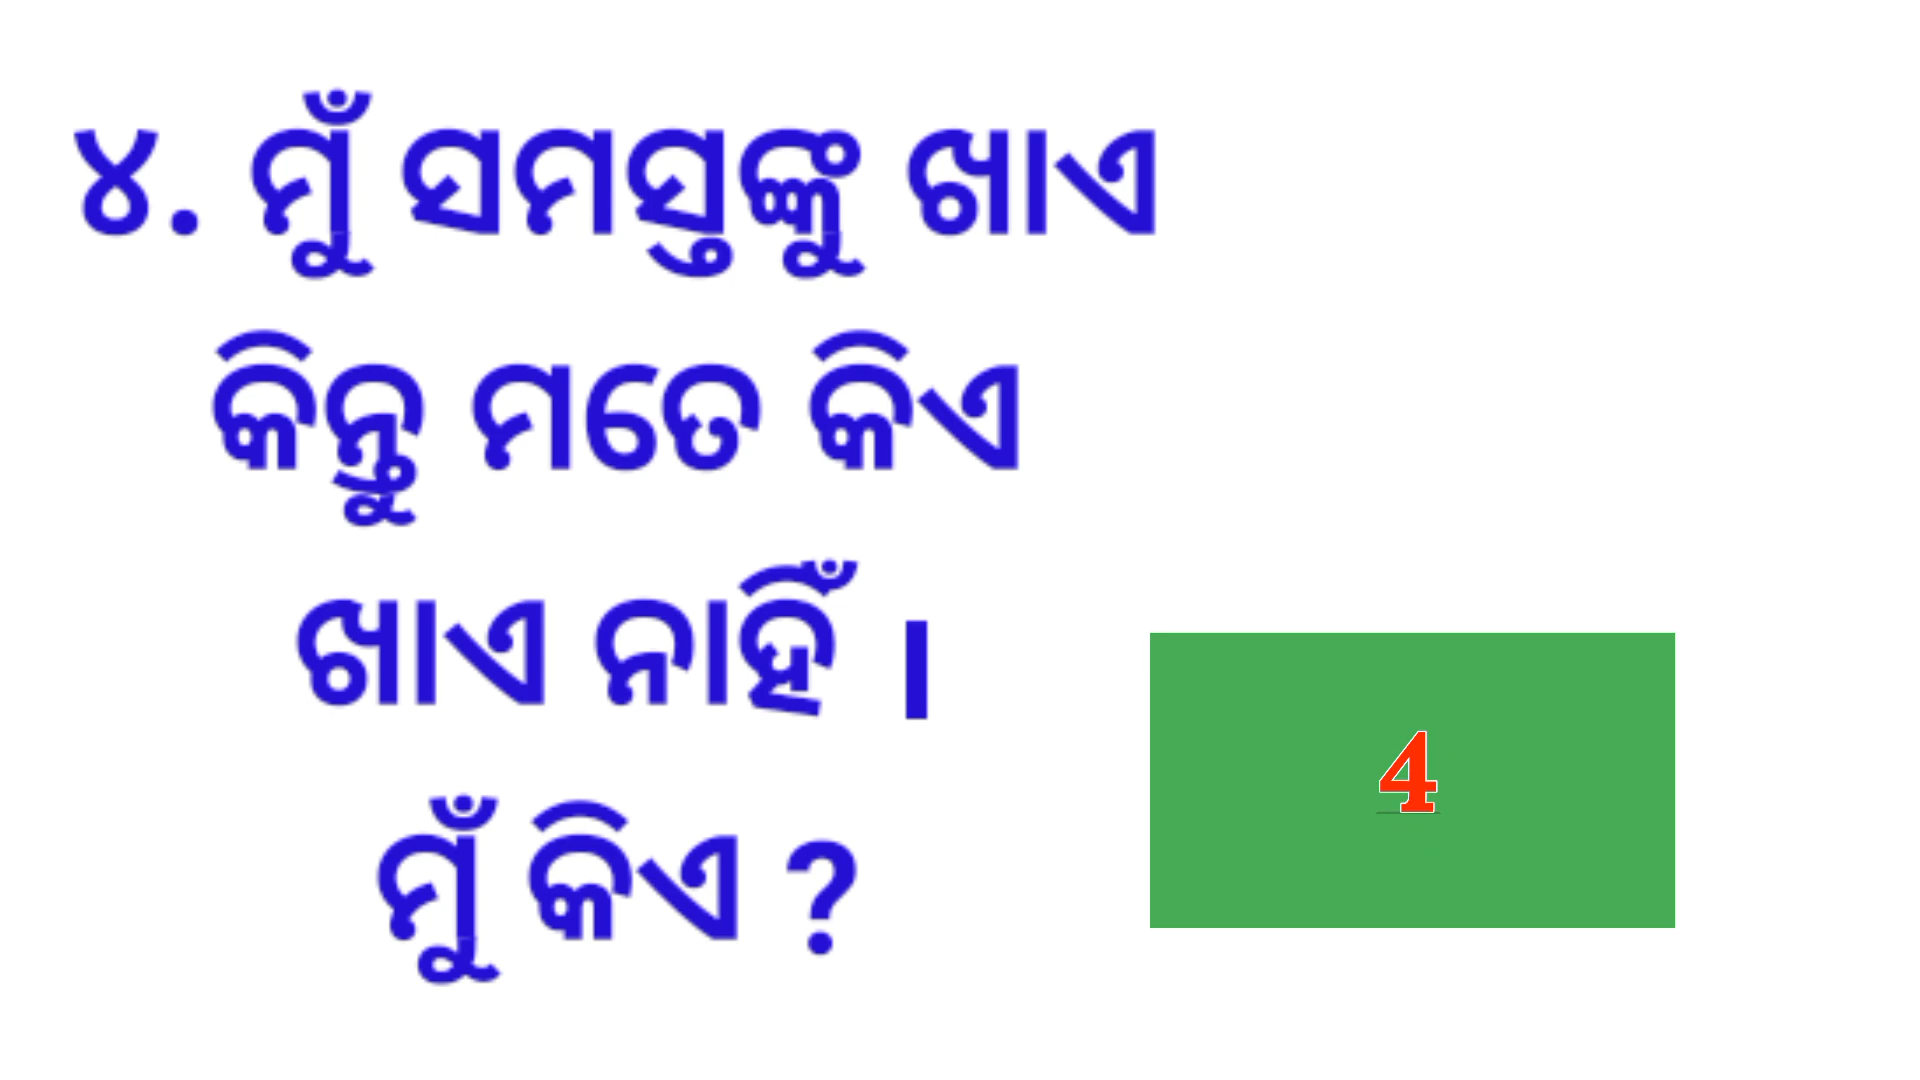 ୪. ମୁଁ ସମସ୍ତଙ୍କୁ ଖାଏ
କିନ୍ତୁ ମତେ କିଏ
ଖାଏ ନାହିଁ ।
ମୁଁ କିଏ ?
4